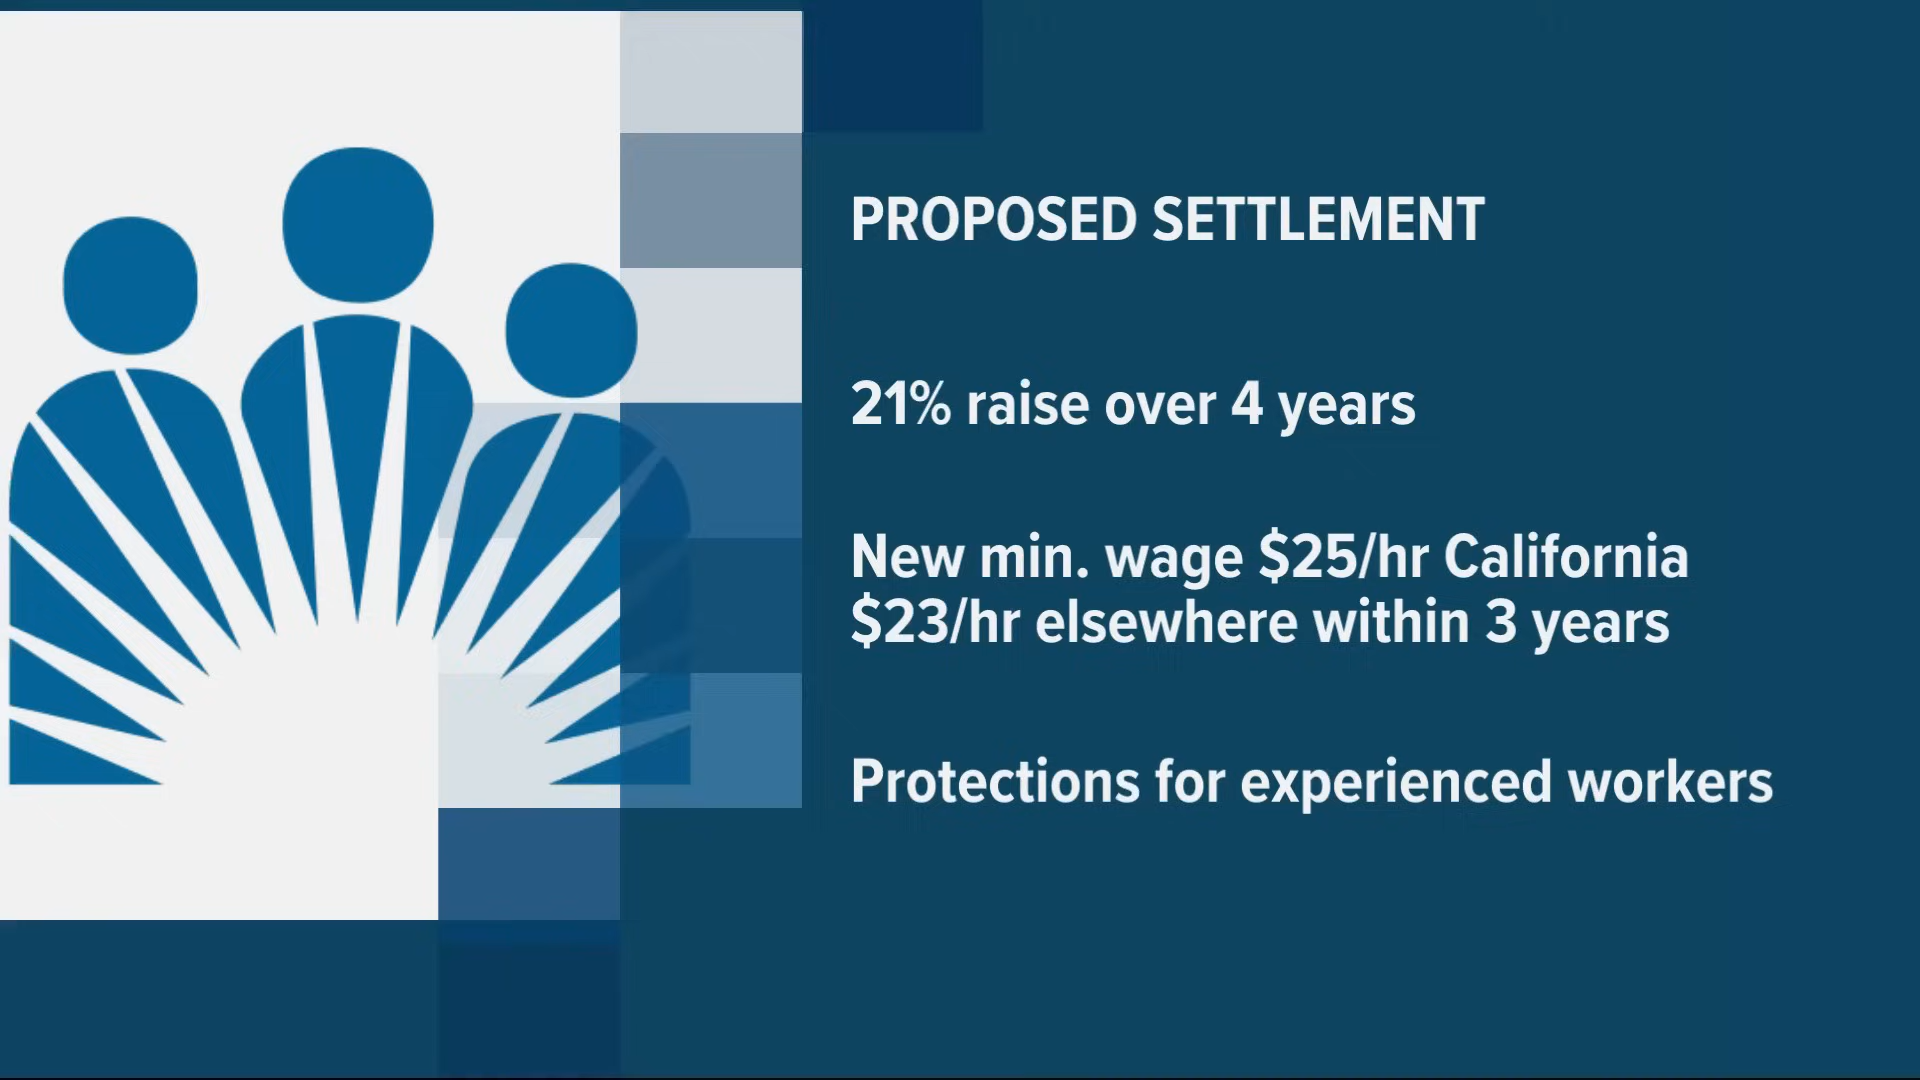 PROPOSED SETTLEMENT
21% raise over 4 years
New min. wage $25/hr California
$23/hr elsewhere within 3 years
Protections for experienced workers